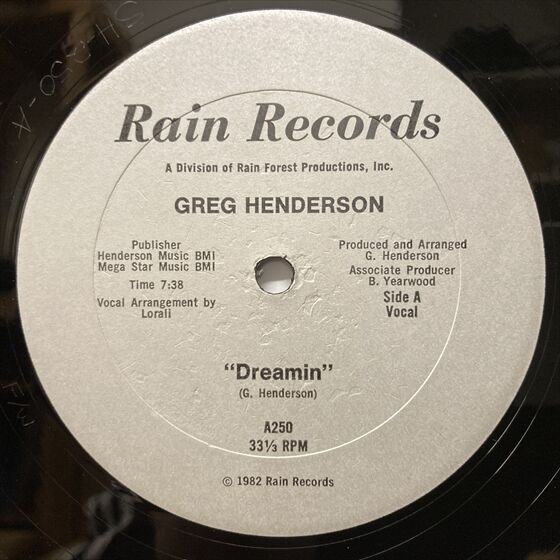 Rain Records
A Division of Rain Forest Productions, Inc.
GREG HENDERSON
Publisher
Henderson Music BMI
Mega Star Music BMI
Time 7:38
Vocal Arrangement by
Lorali
Produced and Arranged
G. Henderson
Associate Producer
B. Yearwood
Side A
Vocal
"Dreamin"
(G. Henderson)
A250
33⅓ RPM
© 1982 Rain Records